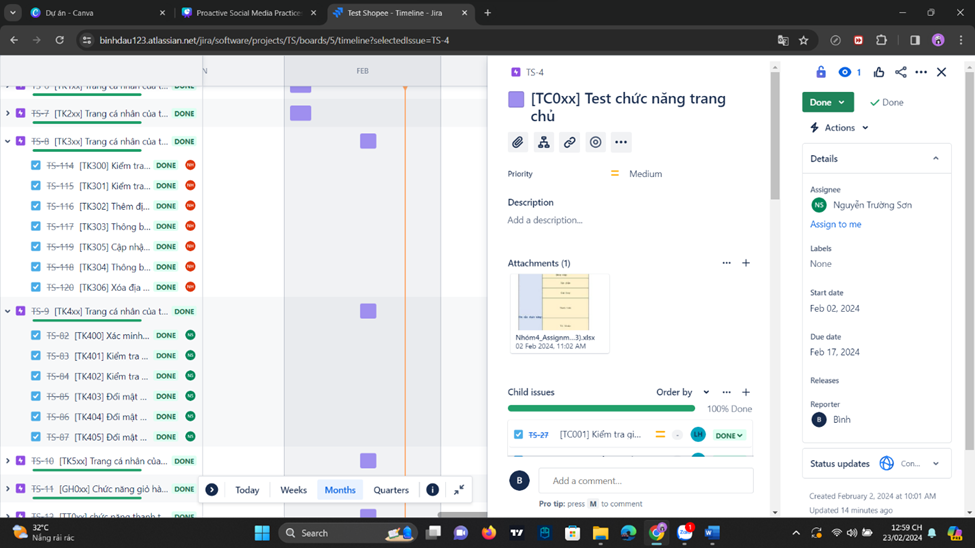 Dự án - Canva
Proactive Social Media Practice
Test Shopee - Timeline - Jira
binhdau123.atlassian.net/jira/software/projects/TS/boards/5/timeline?selectedIssue=TS-4
N
FEB
DONE
TS-7 [TK2xx] Trang cá nhân của t... DONE
TS-8 [TK3xx] Trang cá nhân của t... DONE
TS-114 [TK300] Kiểm tra... DONE NH
TS-115 [TK301] Kiểm tra... DONE NH
TS-116 [TK302] Thêm đị... DONE NH
TS-117 [TK303] Thông b... DONE NH
TS-119 [TK305] Cập nhậ... DONE NH
TS-118 [TK304] Thông b... DONE NH
TS-120 [TK306] Xóa địa ... DONE NH
TS-9 [TK4xx] Trang cá nhân của t... DONE
TS-82 [TK400] Xác minh... DONE NS
TS-83 [TK401] Kiểm tra ... DONE NS
TS-84 [TK402] Kiểm tra ... DONE NS
TS-85 [TK403] Đổi mật ... DONE NS
TS-86 [TK404] Đổi mật ... DONE NS
TS-87 [TK405] Đổi mật ... DONE NS
TS-10 [TK5xx] Trang cá nhân của... DONE
TS-11 [GH0xx] Chức năng giỏ hà... DONE
Today Weeks Months Quarters
TS-4
[TC0xx] Test chức năng trang
chủ
Priority
Medium
Description
Add a description...
Attachments (1)
Nhóm4_Assignm...3).xlsx
02 Feb 2024, 11:02 AM
Child issues
Order by
100% Done
TS-27 [TC001] Kiểm tra gi... LH DONE
B
Add a comment...
Pro tip: press M to comment
1
Done
Done
Actions
Details
Assignee
NS Nguyễn Trường Sơn
Assign to me
Labels
None
Start date
Feb 02, 2024
Due date
Feb 17, 2024
Releases
Reporter
B Bình
Status updates
Con...
Created February 2, 2024 at 10:01 AM
Updated 14 minutes ago
32°C
Nắng rải rác
Search
1
12:59 CH
23/02/2024